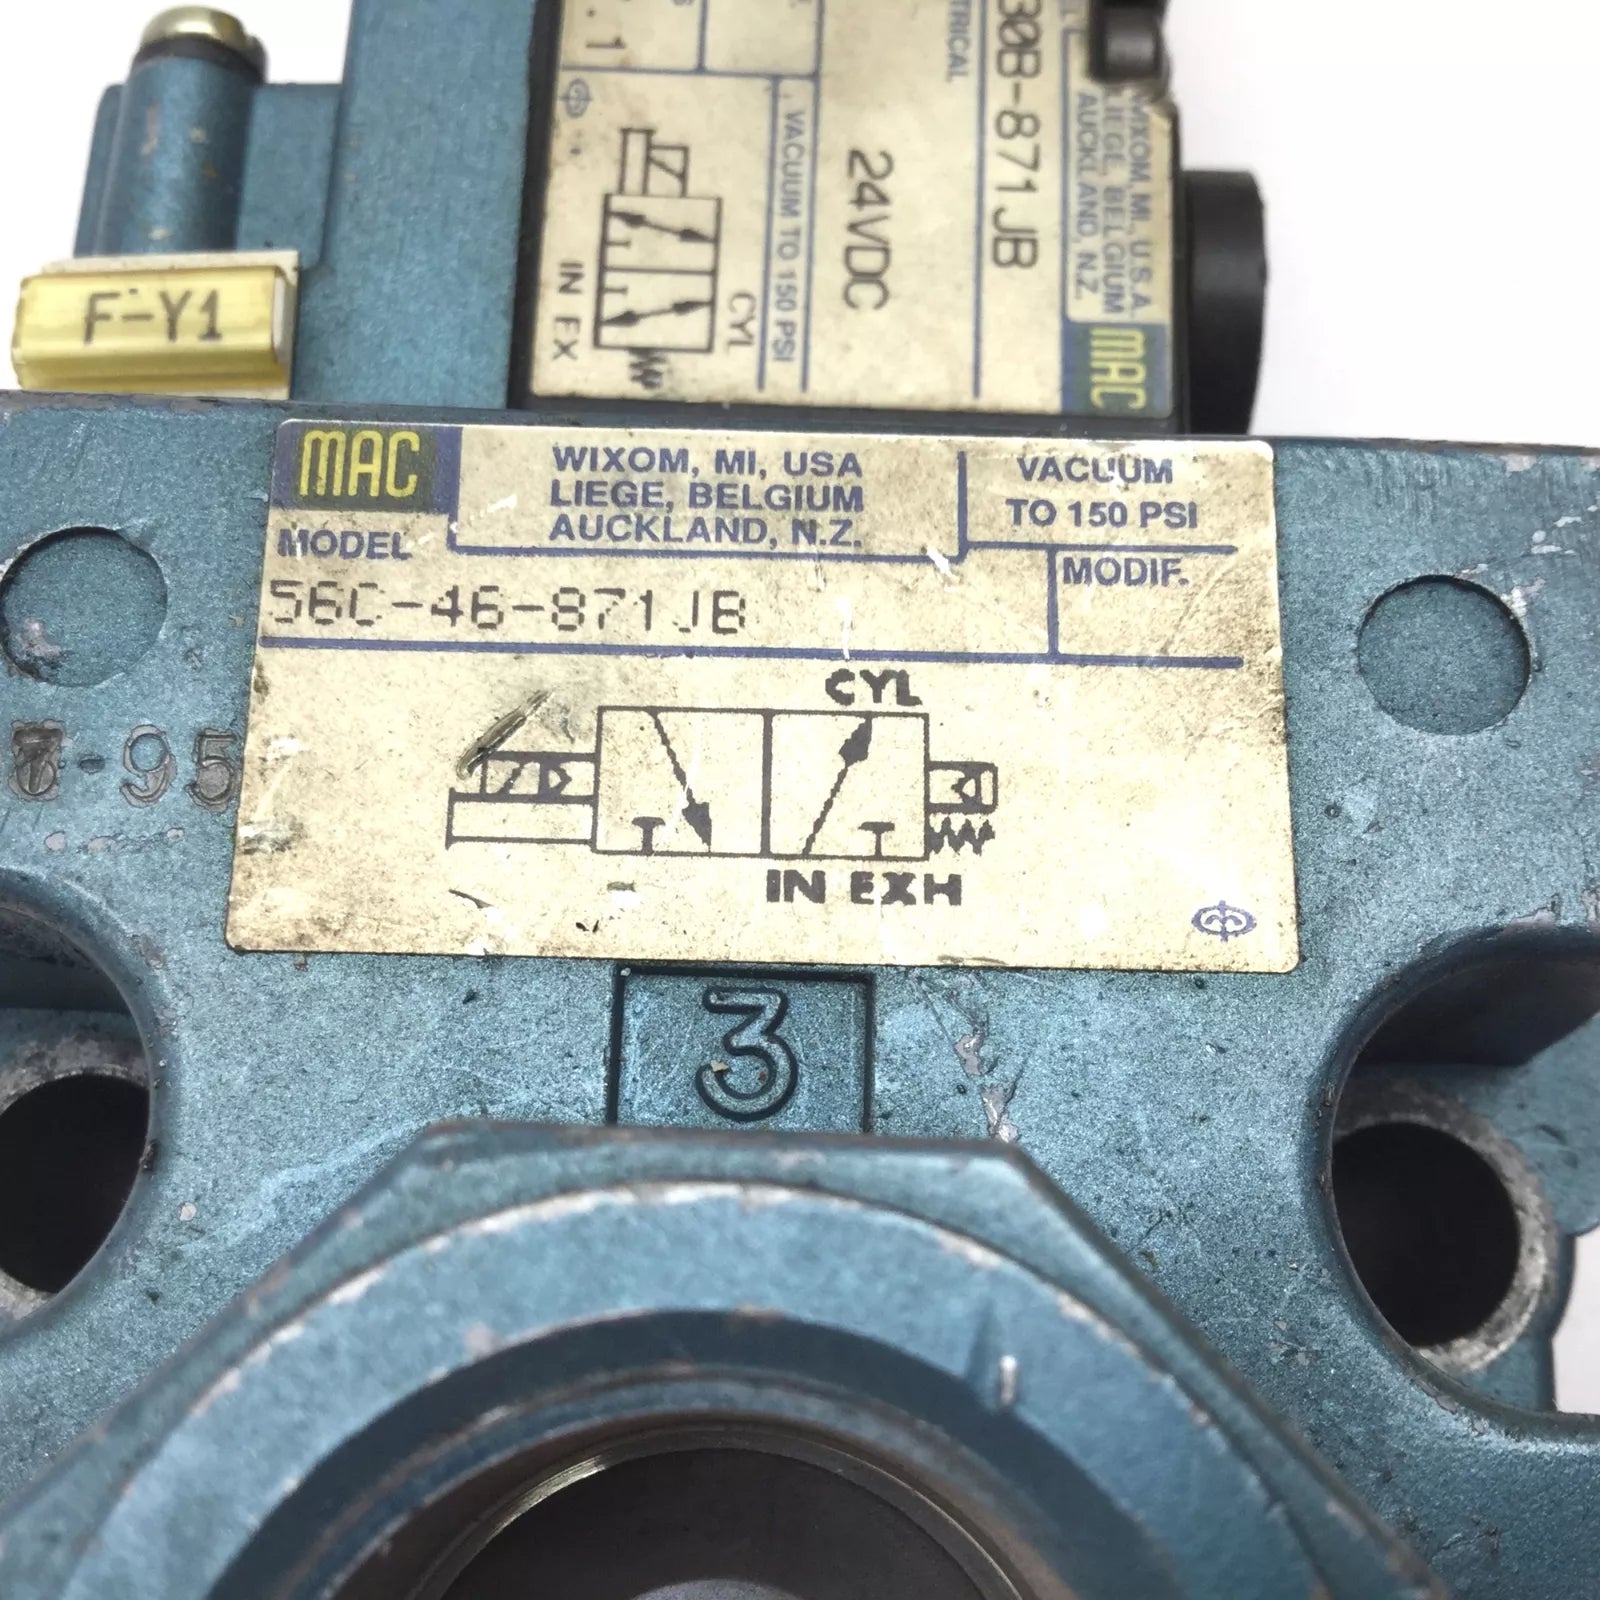 30B-871JB
WIXOM, MI, U.S.A.
LIEGE, BELGIUM
AUCKLAND, N.Z.
MAC
24VDC
VACUUM TO 150 PSI
CYL
IN EX
F-Y1
MAC
WIXOM, MI, USA
LIEGE, BELGIUM
AUCKLAND, N.Z.
VACUUM
TO 150 PSI
MODEL
MODIF.
56C-46-871JB
CYL
IN EXH
95
3